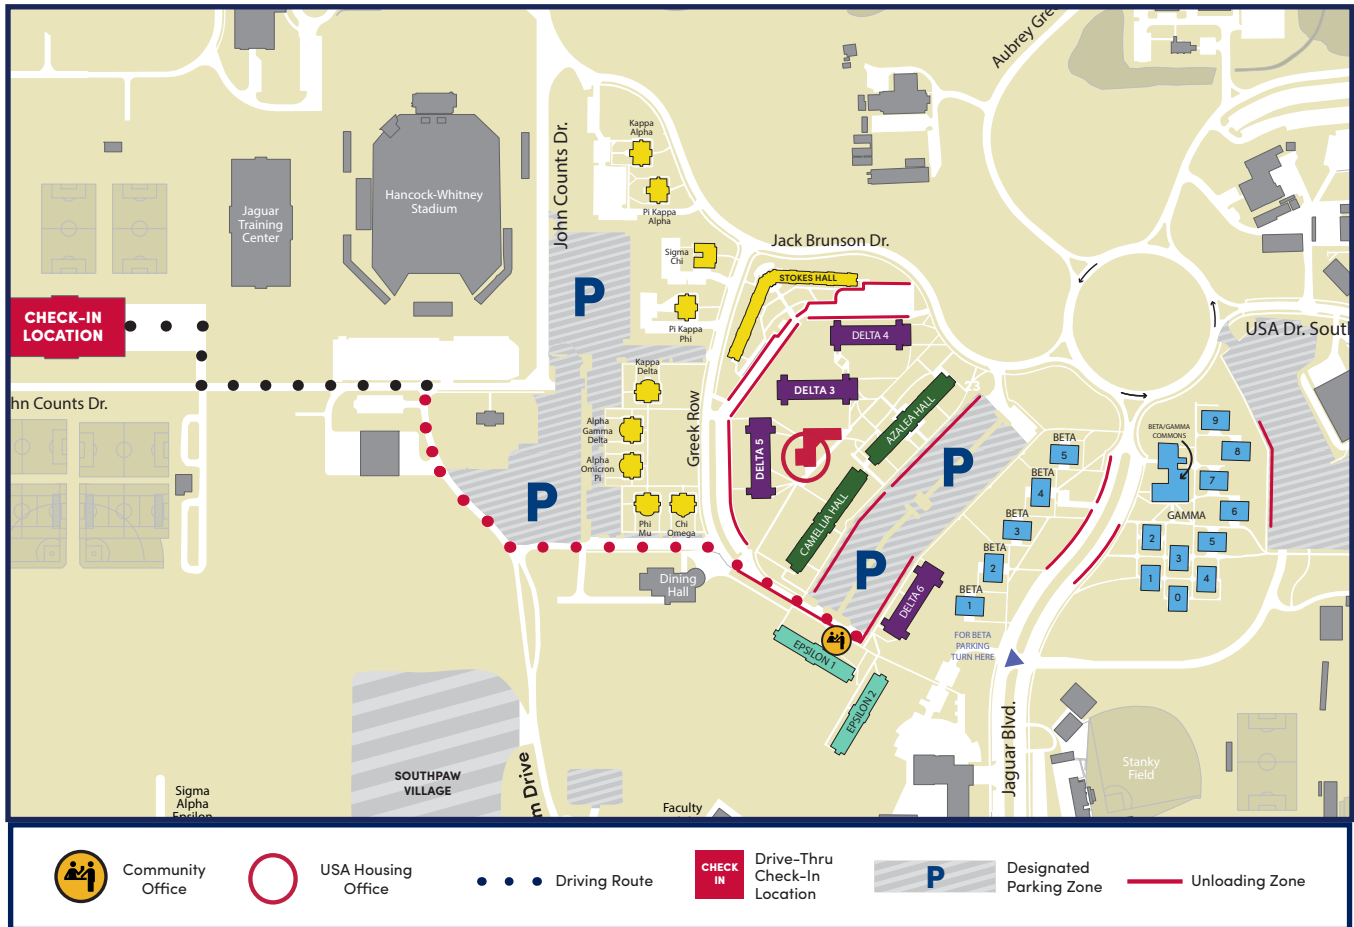 Aubrey Gre
Kappa
Alpha
John Counts Dr.
Hancock-Whitney
Stadium
Jaguar
Training
Center
Pi Kappa
Alpha
Jack Brunson Dr.
Sigma
Chi
STOKES HALL
P
CHECK-IN
LOCATION
Pi Kappa
Phi
DELTA 4
USA Dr. South
Kappa
Delta
DELTA 3
23
hn Counts Dr.
Greek Row
Alpha
Gamma
Delta
AZALEA HALL
BETA/GAMMA
COMMONS
9
BETA
5
8
Alpha
Omicron
Pi
DELTA 5
P
BETA
4
7
P
CAMELLIA HALL
BETA
3
GAMMA
6
Phi
Mu
Chi
Omega
2
5
BETA
2
3
P
Dining
Hall
1
4
DELTA 6
BETA
1
0
FOR BETA
PARKING
TURN HERE
EPSILON 1
EPSILON 2
Jaguar Blvd.
SOUTHPAW
VILLAGE
m Drive
Stanky
Field
Sigma
Alpha
Epsilon
Faculty
Community
Office
USA Housing
Office
Driving Route
CHECK
IN
Drive-Thru
Check-In
Location
P
Designated
Parking Zone
Unloading Zone